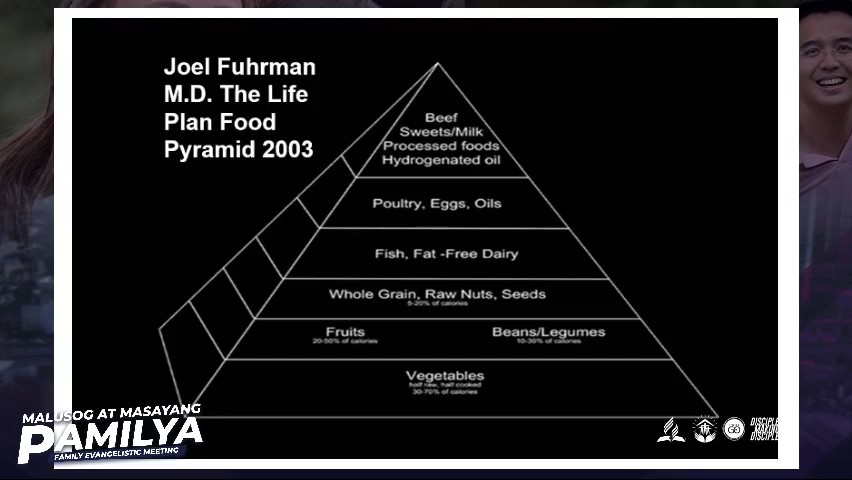 Joel Fuhrman
M.D. The Life
Plan Food
Pyramid 2003
Beef
Sweets/Milk
Processed foods
Hydrogenated oil
Poultry, Eggs, Oils
Fish, Fat -Free Dairy
Whole Grain, Raw Nuts, Seeds
5-20% of calories
Fruits
20-50% of calories
Beans/Legumes
10-30% of calories
Vegetables
half raw, half cooked
30-70% of calories
MALUSOG AT MASAYANG
PAMILYA
FAMILY EVANGELISTIC MEETING
DISCIPLE
MAKING
DISCIPLE